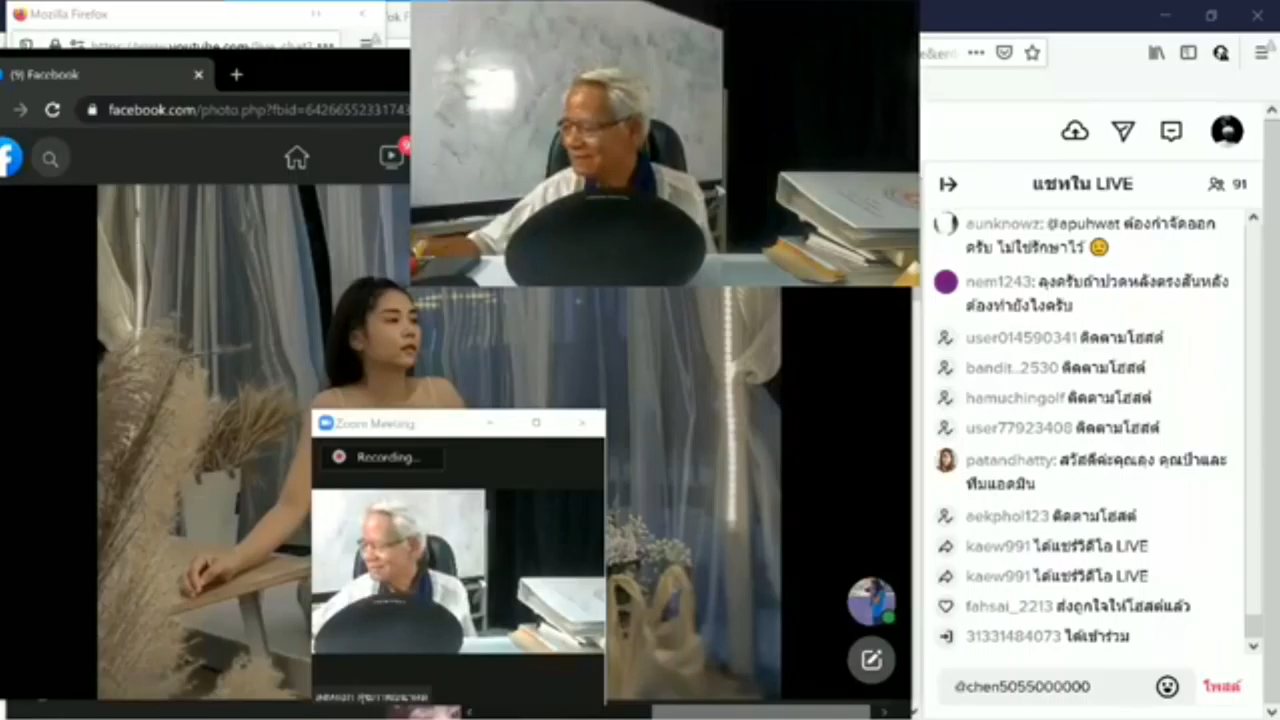 Mozilla Firefox
https://www.youtube.com/live_chat?
(9) Facebook
facebook.com/photo.php?fbid=64266552331743
9
Zoom Meeting
Recording...
แชทใน LIVE
91
aunknowz: @apuhwat ต้องกำจัดออก
ครับ ไม่ใช่รักษาไว้ 😟
nem1243: ลุงครับถ้าปวดหลังตรงสันหลัง
ต้องทำยังไงครับ
user014590341 ติดตามโฮสต์
bandit..2530 ติดตามโฮสต์
hamuchingolf ติดตามโฮสต์
user77923408 ติดตามโฮสต์
patandhatty: สวัสดีค่ะคุณลุง คุณป้าและ
ทีมแอดมิน
aekphol123 ติดตามโฮสต์
kaew991 ได้แชร์วิดีโอ LIVE
kaew991 ได้แชร์วิดีโอ LIVE
fahsai_2213 ส่งถูกใจให้โฮสต์แล้ว
31331484073 ได้เข้าร่วม
@chen5055000000
โพสต์